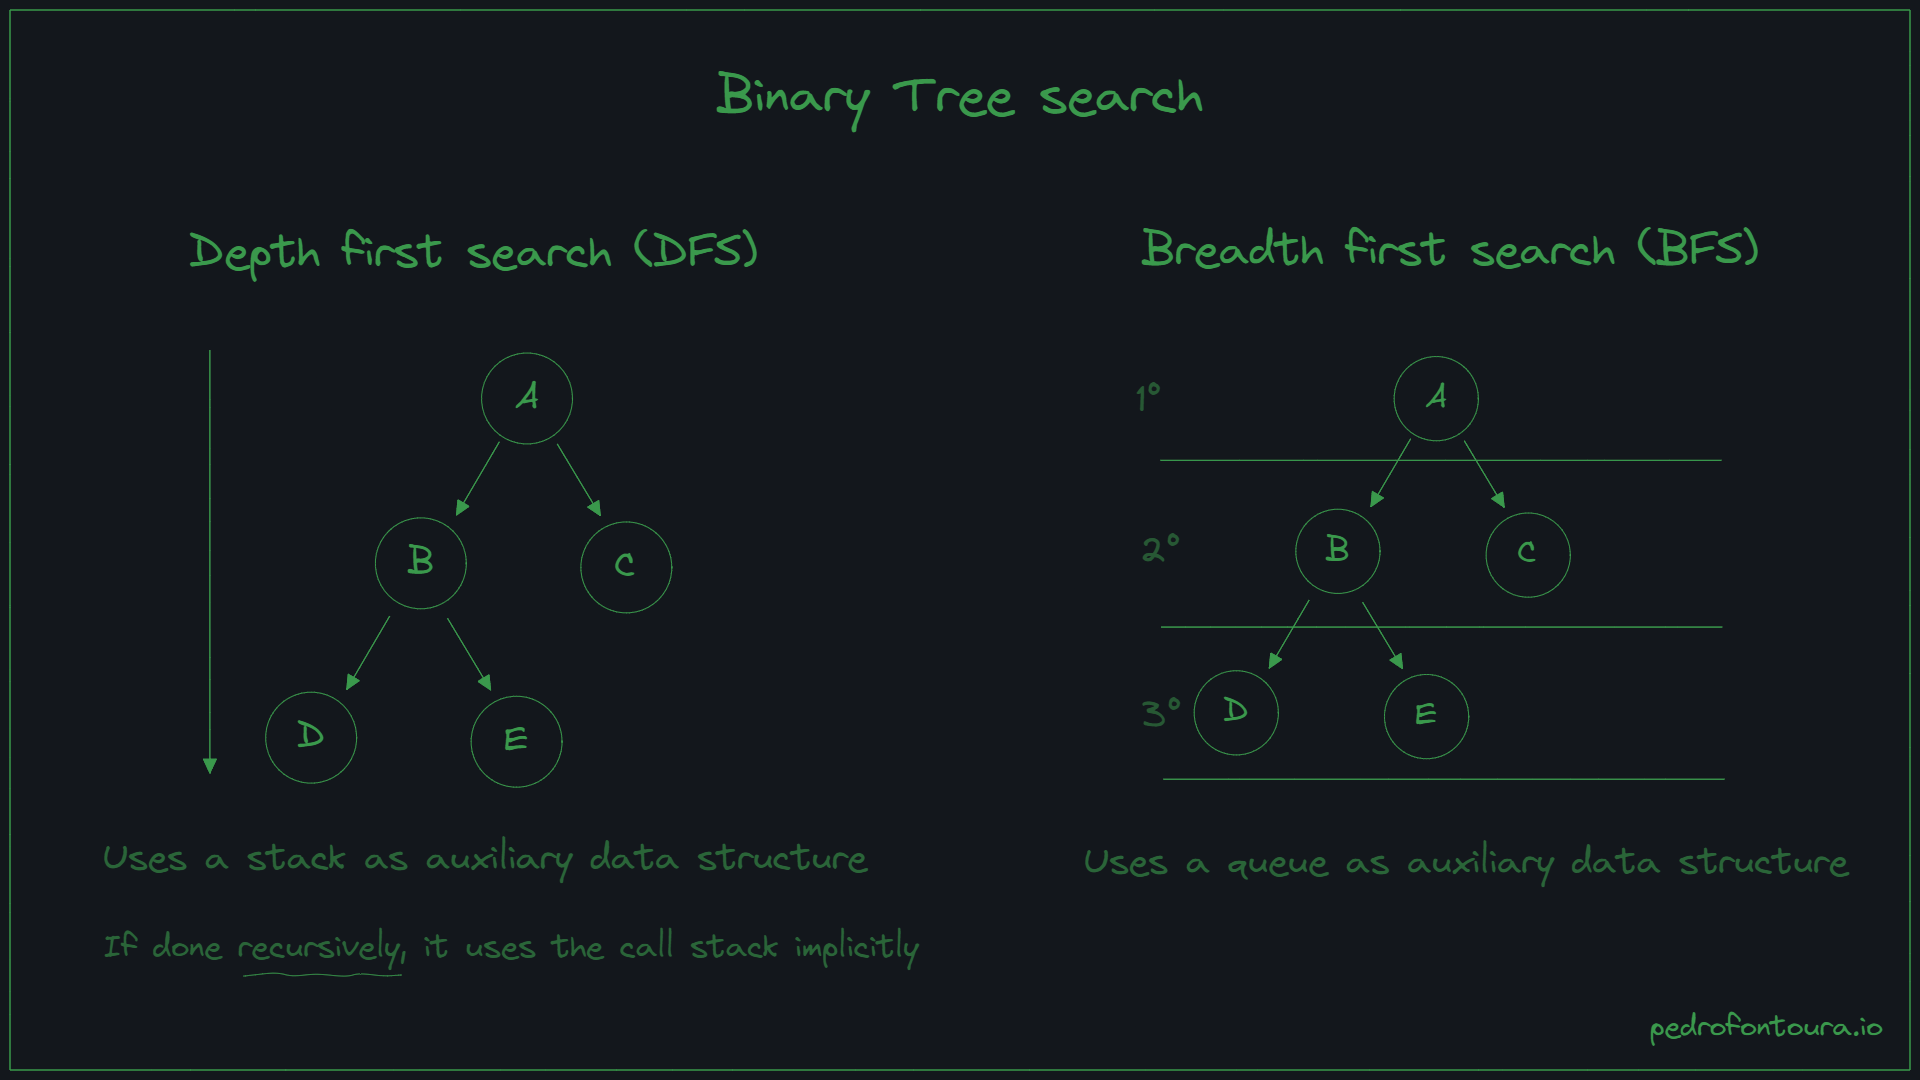 Binary Tree search
Depth first search (DFS)
A
B
C
D
E
Uses a stack as auxiliary data structure
If done recursively, it uses the call stack implicitly
Breadth first search (BFS)
1°
A
2°
B
C
3°
D
E
Uses a queue as auxiliary data structure
pedrofontoura.io